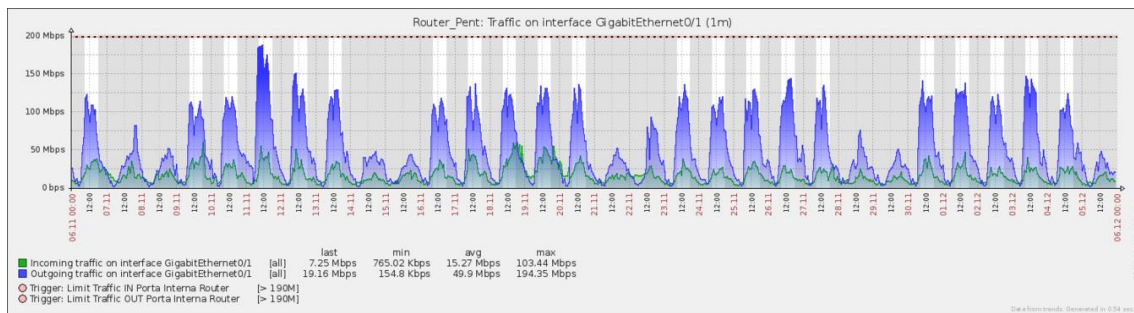 Router_Pent: Traffic on interface GigabitEthernet0/1 (1m)
200 Mbps
150 Mbps
100 Mbps
50 Mbps
0 bps
06.11 00:00 12:00 07.11 12:00 08.11 12:00 09.11 12:00 10.11 12:00 11.11 12:00 12.11 12:00 13.11 12:00 14.11 12:00 15.11 12:00 16.11 12:00 17.11 12:00 18.11 12:00 19.11 12:00 20.11 12:00 21.11 12:00 22.11 12:00 23.11 12:00 24.11 12:00 25.11 12:00 26.11 12:00 27.11 12:00 28.11 12:00 29.11 12:00 30.11 12:00 01.12 12:00 02.12 12:00 03.12 12:00 04.12 12:00 05.12 12:00 06.12 00:00
last min avg max
Incoming traffic on interface GigabitEthernet0/1 [all] 7.25 Mbps 765.02 Kbps 15.27 Mbps 103.44 Mbps
Outgoing traffic on interface GigabitEthernet0/1 [all] 19.16 Mbps 154.8 Kbps 49.9 Mbps 194.35 Mbps
Trigger: Limit Traffic IN Porta Interna Router [> 190M]
Trigger: Limit Traffic OUT Porta Interna Router [> 190M]
Data from trends. Generated in 0.54 sec